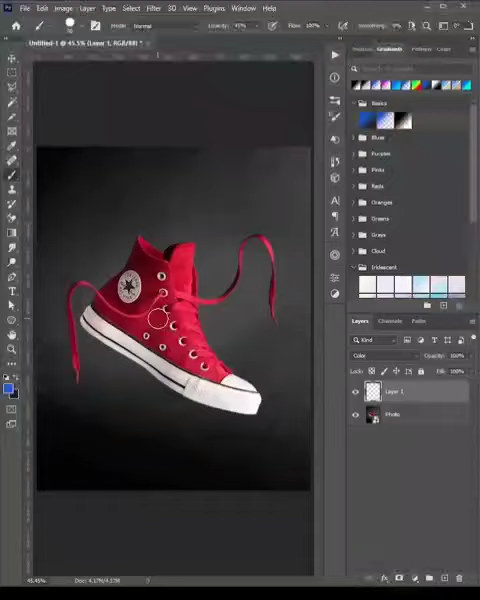 File Edit Image Layer Type Select Filter 3D View Plugins Window Help
Mode: Normal Opacity: Flow: 100% Smoothing: 0%
Untitled-1 @ 45.5% (Layer 1, RGB/8#) *
Gradients Patterns
Basics
Blues
Purples
Pinks
Reds
Oranges
Greens
Grays
Cloud
Iridescent
Layers Channels Paths
Kind
Color Opacity: 100%
Lock: Fill: 100%
Layer 1
Photo
45.45% Doc: 4.17M/4.17M